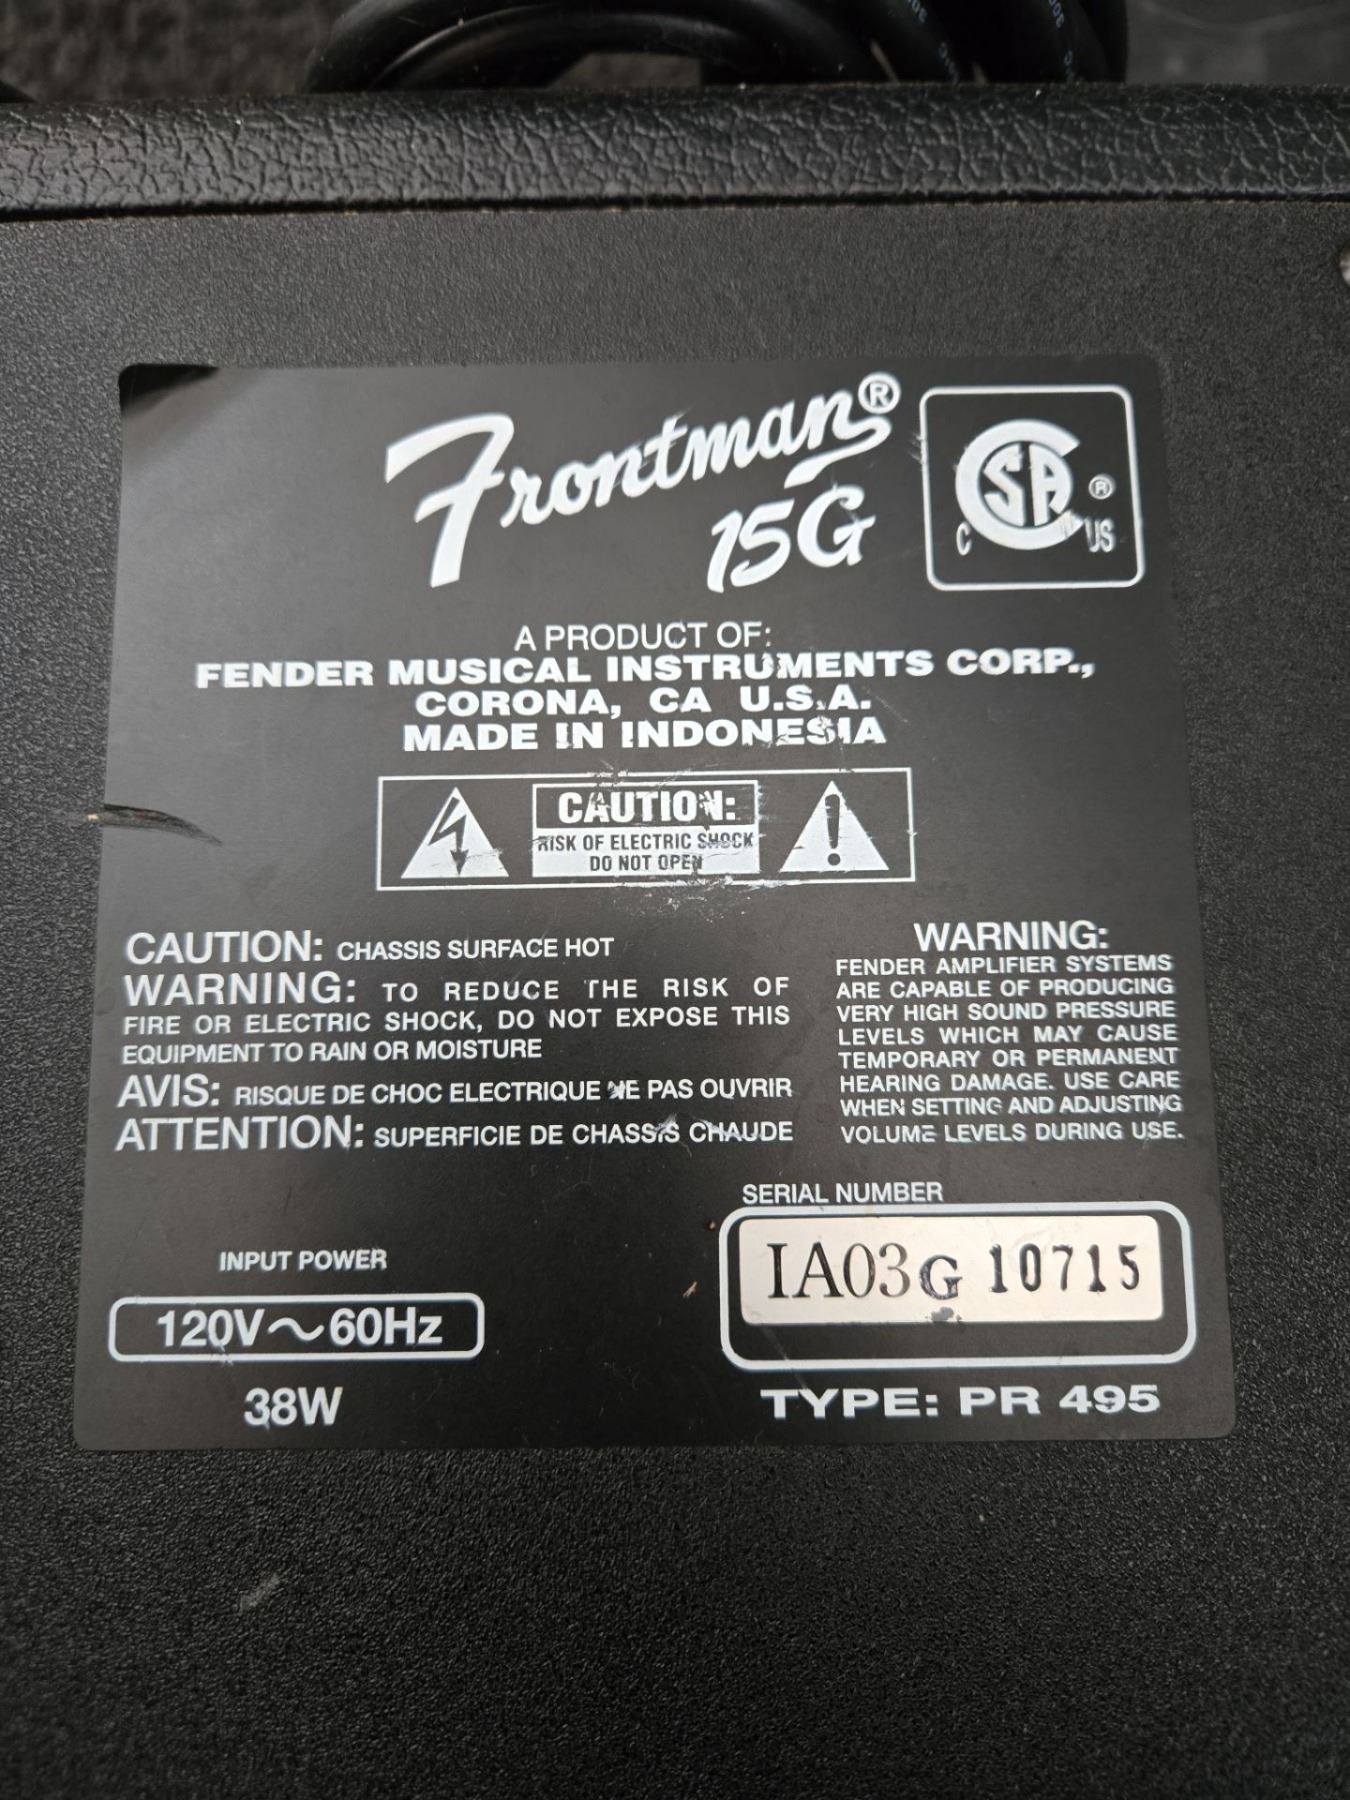 Frontman®
15G
CSA®
C US
A PRODUCT OF:
FENDER MUSICAL INSTRUMENTS CORP.,
CORONA, CA U.S.A.
MADE IN INDONESIA
CAUTION:
RISK OF ELECTRIC SHOCK
DO NOT OPEN
CAUTION: CHASSIS SURFACE HOT
WARNING: TO REDUCE THE RISK OF
FIRE OR ELECTRIC SHOCK, DO NOT EXPOSE THIS
EQUIPMENT TO RAIN OR MOISTURE
AVIS: RISQUE DE CHOC ELECTRIQUE NE PAS OUVRIR
ATTENTION: SUPERFICIE DE CHASSIS CHAUDE
WARNING:
FENDER AMPLIFIER SYSTEMS
ARE CAPABLE OF PRODUCING
VERY HIGH SOUND PRESSURE
LEVELS WHICH MAY CAUSE
TEMPORARY OR PERMANENT
HEARING DAMAGE. USE CARE
WHEN SETTING AND ADJUSTING
VOLUME LEVELS DURING USE.
INPUT POWER
120V～60Hz
38W
SERIAL NUMBER
IA03G 10715
TYPE: PR 495